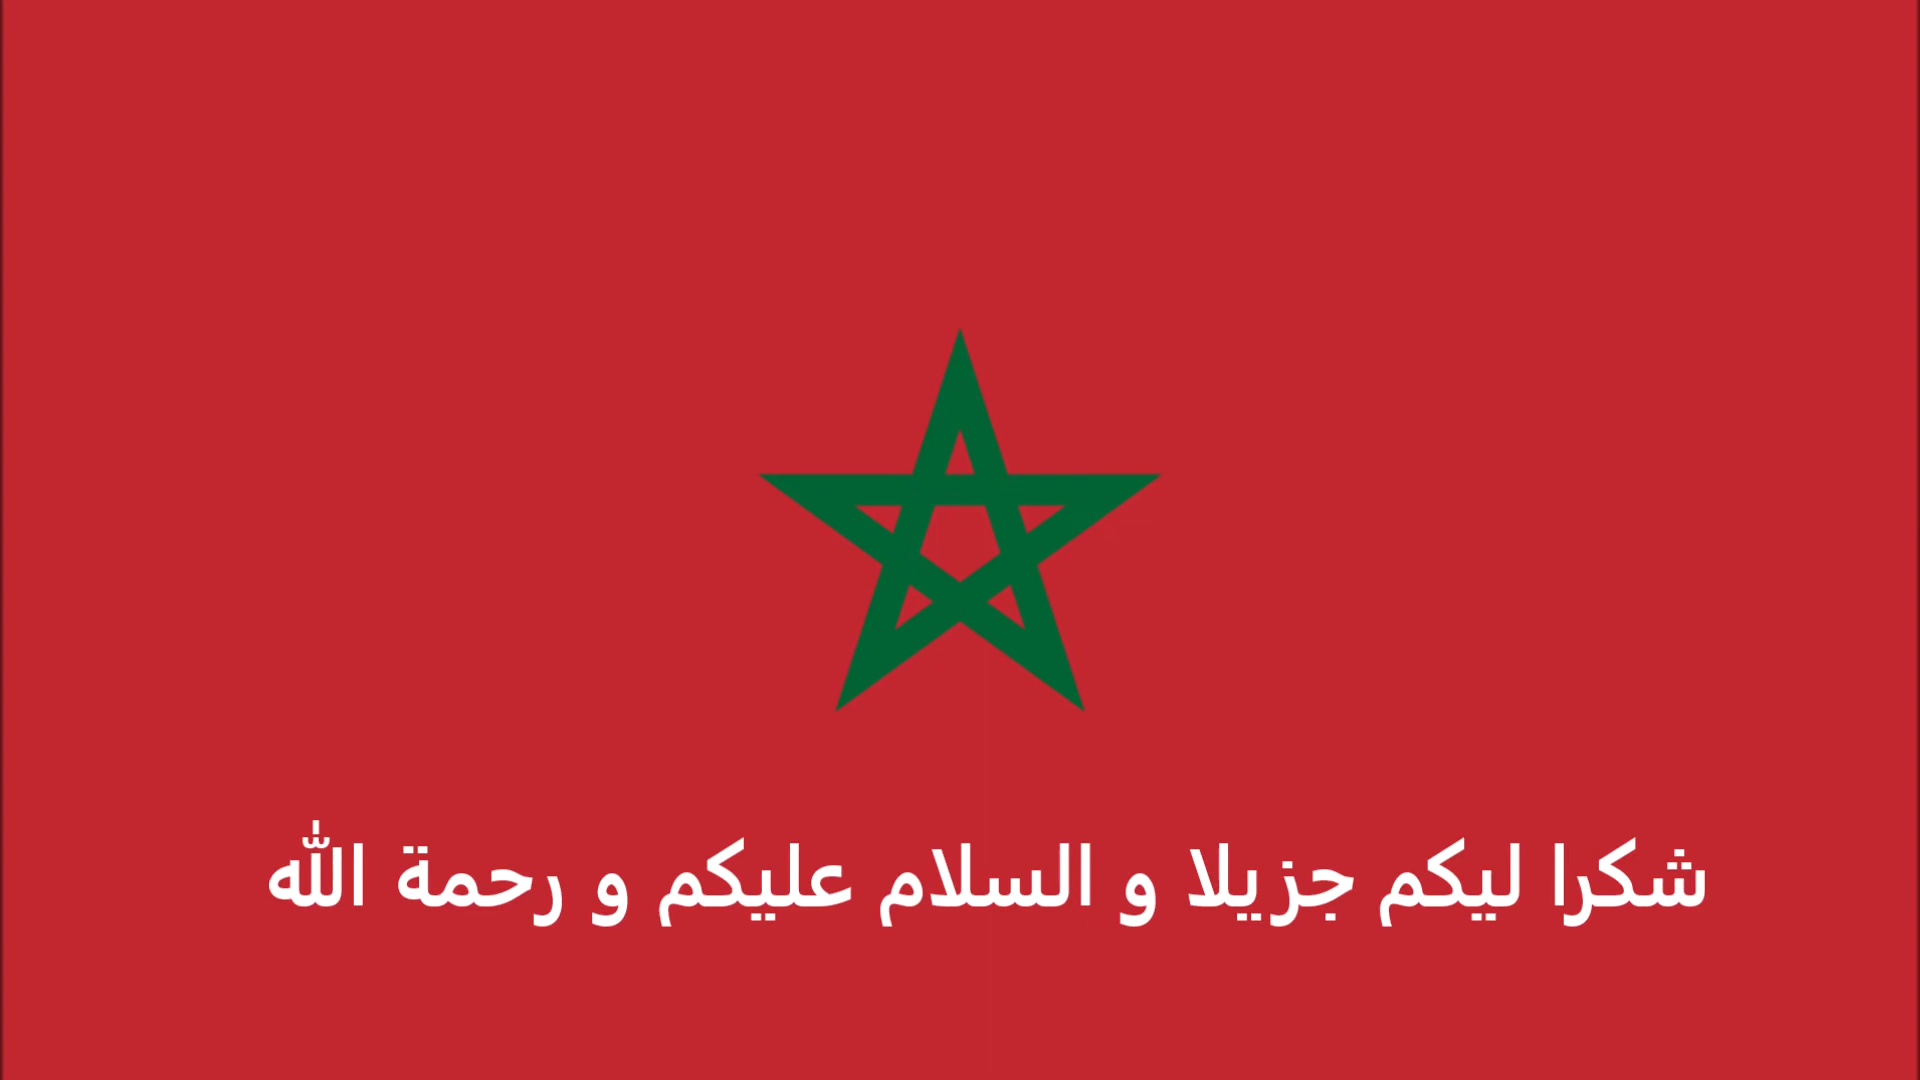 شكرا ليكم جزيلا و السلام عليكم و رحمة الله